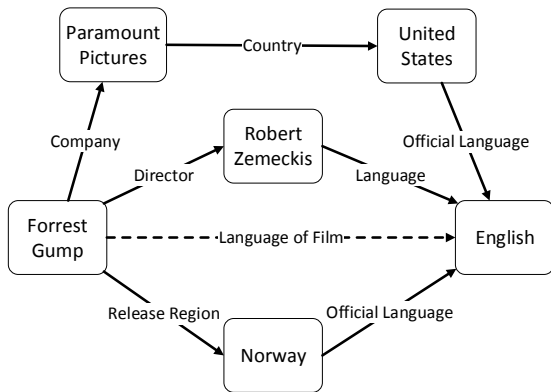 Paramount
Pictures
Country
United
States
Company
Official Language
Robert
Zemeckis
Director
Language
Forrest
Gump
Language of Film
English
Release Region
Official Language
Norway